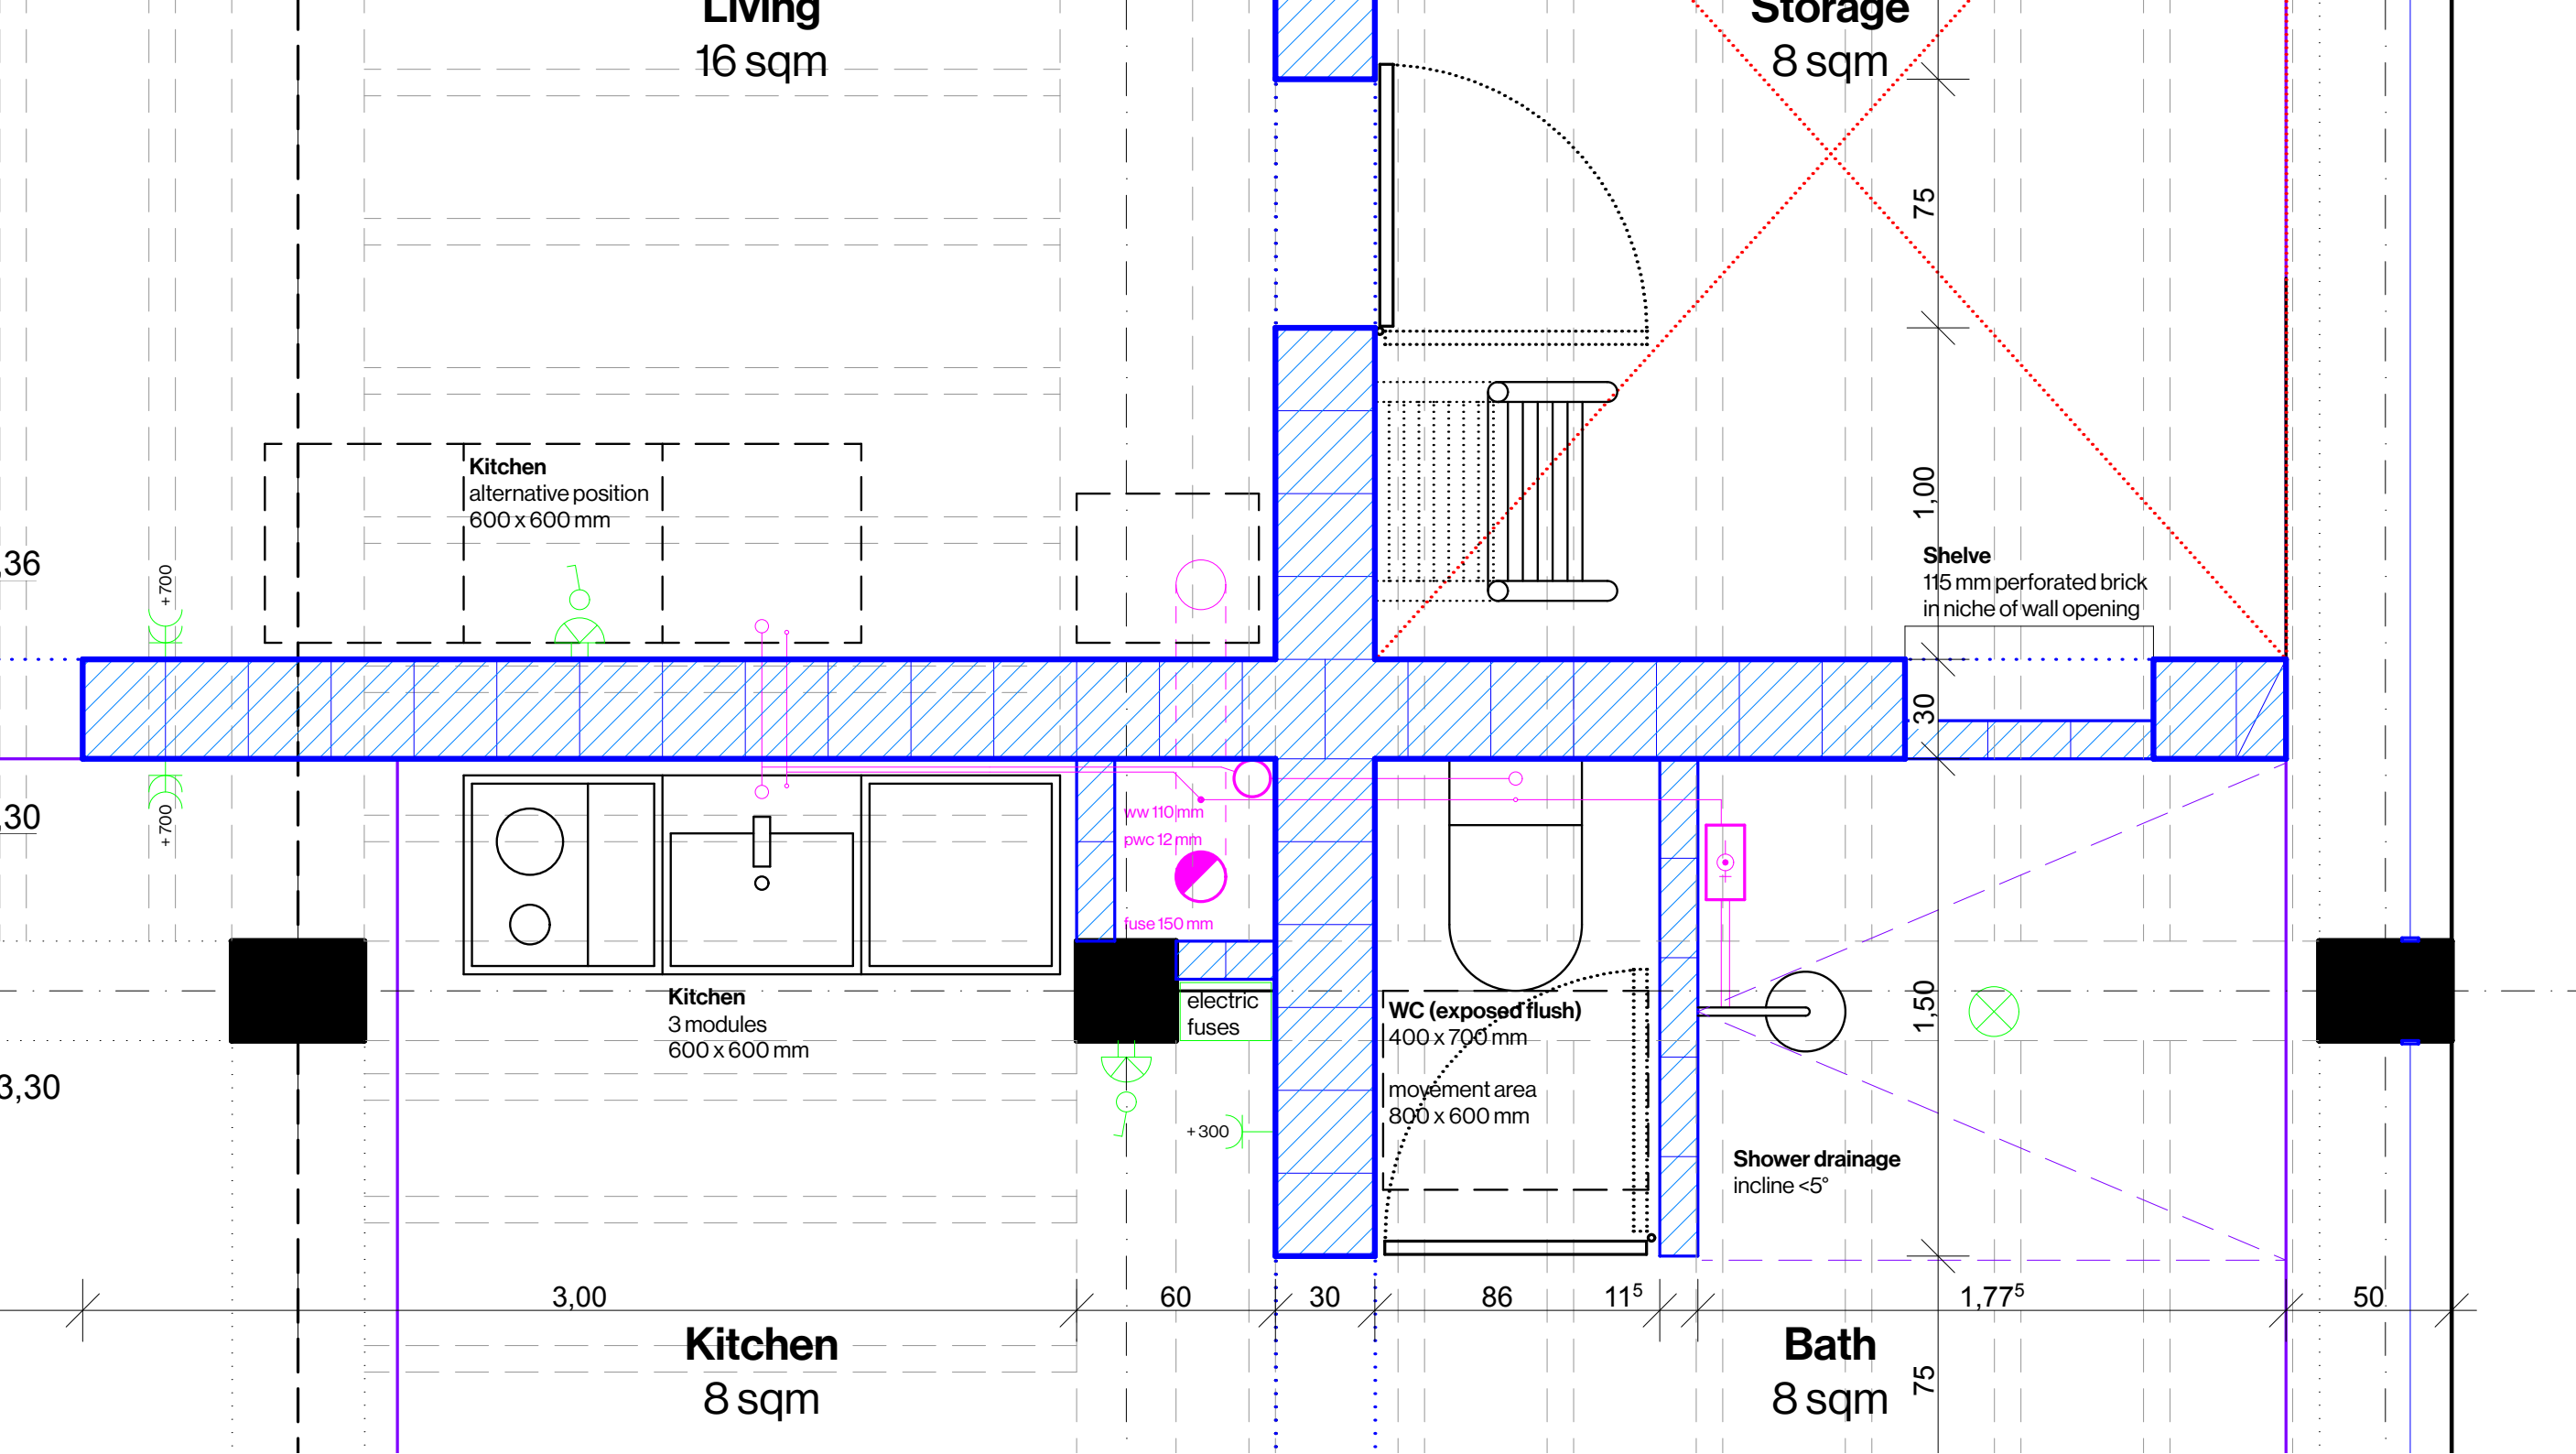 Living
16 sqm
Storage
8 sqm
75
Kitchen
alternative position
600 x 600 mm
1,00
,36
+700
Shelve
115 mm perforated brick
in niche of wall opening
30
,30
+700
ww 110 mm
pwc 12 mm
fuse 150 mm
Kitchen
3 modules
600 x 600 mm
electric
fuses
WC (exposed flush)
400 x 700 mm
movement area
800 x 600 mm
1,50
3,30
+300
Shower drainage
incline <5°
3,00
60
30
86
11⁵
1,77⁵
50
Kitchen
8 sqm
Bath
8 sqm
75